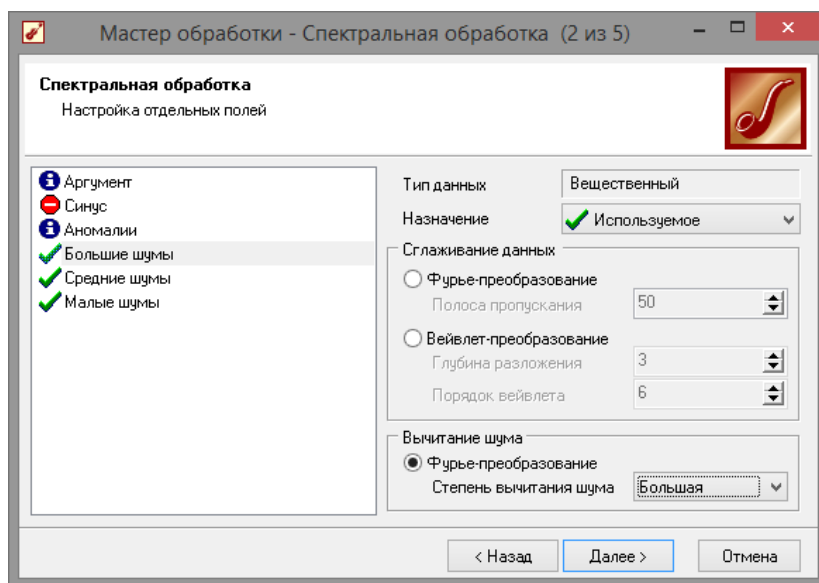 Мастер обработки - Спектральная обработка (2 из 5)
Спектральная обработка
Настройка отдельных полей
Аргумент
Синус
Аномалии
Большие шумы
Средние шумы
Малые шумы
Тип данных Вещественный
Назначение Используемое
Сглаживание данных
Фурье-преобразование
Полоса пропускания 50
Вейвлет-преобразование
Глубина разложения 3
Порядок вейвлета 6
Вычитание шума
Фурье-преобразование
Степень вычитания шума Большая
< Назад Далее > Отмена